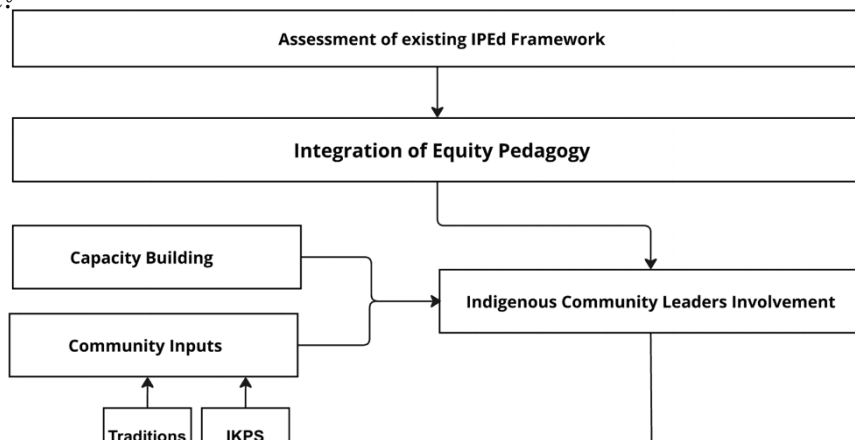 Assessment of existing IPEd Framework
Integration of Equity Pedagogy
Capacity Building
Indigenous Community Leaders Involvement
Community Inputs
Traditions
IKPS